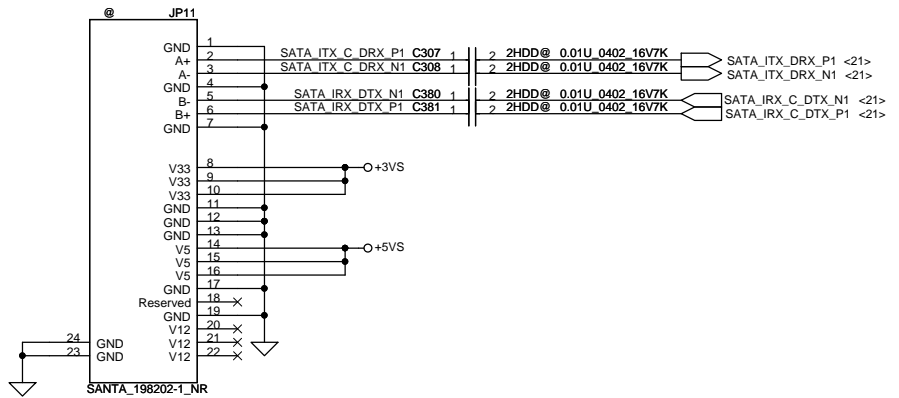 @ JP11
GND 1
A+ 2 SATA_ITX_C_DRX_P1 C307 1 2 2HDD@ 0.01U_0402_16V7K SATA_ITX_DRX_P1 <21>
A- 3 SATA_ITX_C_DRX_N1 C308 1 2 2HDD@ 0.01U_0402_16V7K SATA_ITX_DRX_N1 <21>
GND 4
B- 5 SATA_IRX_DTX_N1 C380 1 2 2HDD@ 0.01U_0402_16V7K SATA_IRX_C_DTX_N1 <21>
B+ 6 SATA_IRX_DTX_P1 C381 1 2 2HDD@ 0.01U_0402_16V7K SATA_IRX_C_DTX_P1 <21>
GND 7
V33 8 +3VS
V33 9
V33 10
GND 11
GND 12
GND 13
V5 14 +5VS
V5 15
V5 16
GND 17
Reserved 18
GND 19
V12 20
24 GND V12 21
23 GND V12 22
SANTA_198202-1_NR